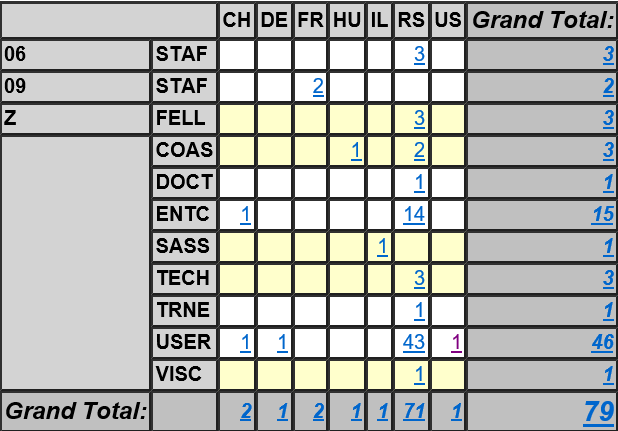 CH DE FR HU IL RS US Grand Total:
06 STAF 3 3
09 STAF 2 2
Z FELL 3 3
COAS 1 2 3
DOCT 1 1
ENTC 1 14 15
SASS 1 1
TECH 3 3
TRNE 1 1
USER 1 1 43 1 46
VISC 1 1
Grand Total: 2 1 2 1 1 71 1 79